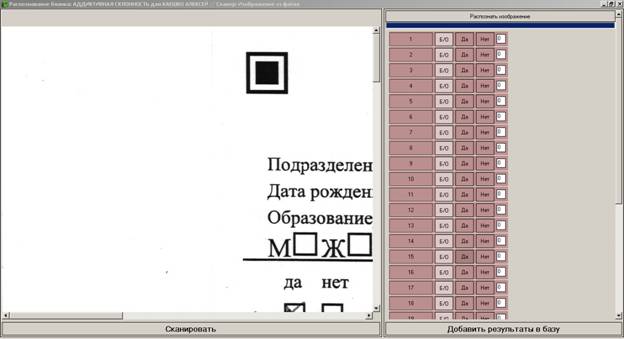 Распознование бланка: АДДИКТИВНАЯ СКЛОННОСТЬ для КАЕШКО АЛЕКСЕЙ :: Сканер: Изображение из файла
Подразделен
Дата рожден
Образование
М Ж
да нет
Сканировать
Распознать изображение
1 Б/О Да Нет 0
2 Б/О Да Нет 0
3 Б/О Да Нет 0
4 Б/О Да Нет 0
5 Б/О Да Нет 0
6 Б/О Да Нет 0
7 Б/О Да Нет 0
8 Б/О Да Нет 0
9 Б/О Да Нет 0
10 Б/О Да Нет 0
11 Б/О Да Нет 0
12 Б/О Да Нет 0
13 Б/О Да Нет 0
14 Б/О Да Нет 0
15 Б/О Да Нет 0
16 Б/О Да Нет 0
17 Б/О Да Нет 0
18 Б/О Да Нет 0
19 Б/О Да Нет
Добавить результаты в базу